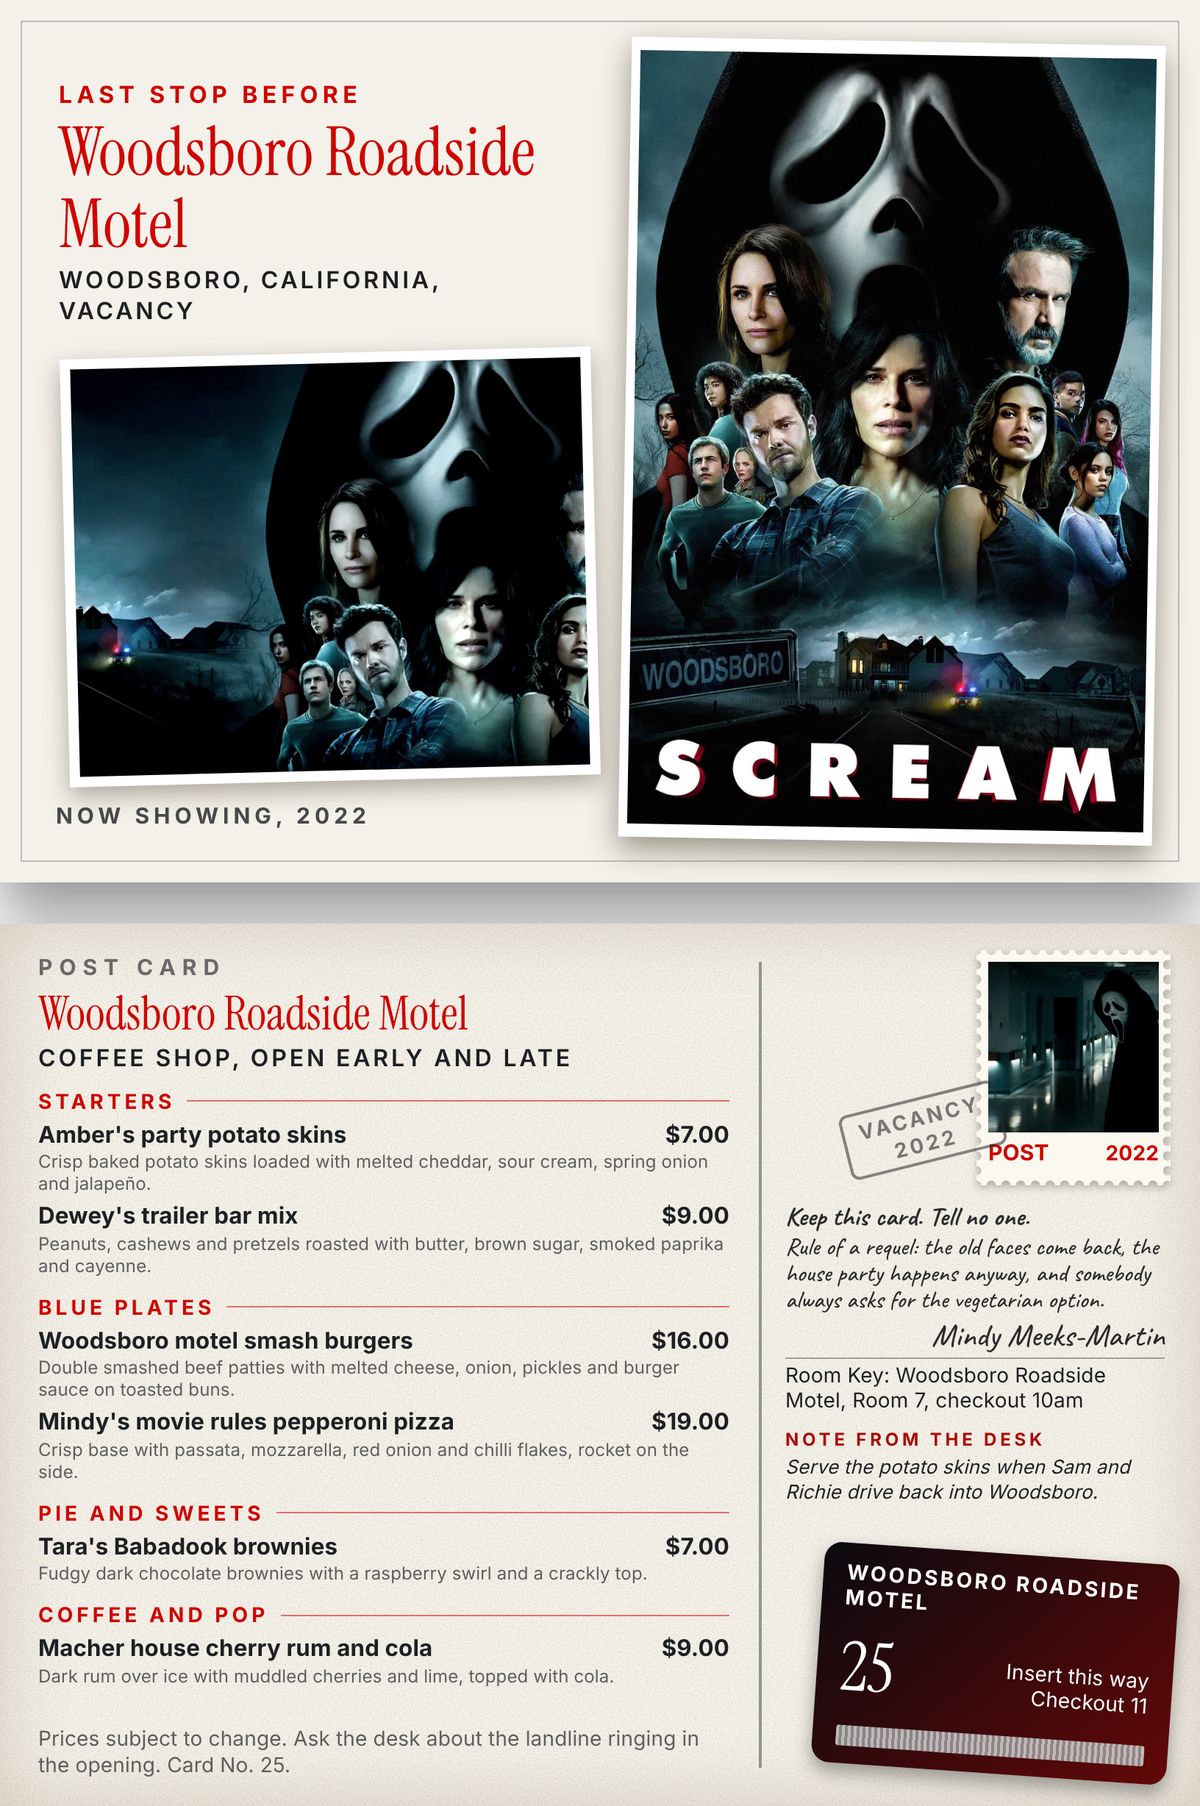 LAST STOP BEFORE
Woodsboro Roadside
Motel
WOODSBORO, CALIFORNIA,
VACANCY
NOW SHOWING, 2022
WOODSBORO
SCREAM
POST CARD
Woodsboro Roadside Motel
COFFEE SHOP, OPEN EARLY AND LATE
STARTERS
Amber's party potato skins $7.00
Crisp baked potato skins loaded with melted cheddar, sour cream, spring onion
and jalapeño.
Dewey's trailer bar mix $9.00
Peanuts, cashews and pretzels roasted with butter, brown sugar, smoked paprika
and cayenne.
BLUE PLATES
Woodsboro motel smash burgers $16.00
Double smashed beef patties with melted cheese, onion, pickles and burger
sauce on toasted buns.
Mindy's movie rules pepperoni pizza $19.00
Crisp base with passata, mozzarella, red onion and chilli flakes, rocket on the
side.
PIE AND SWEETS
Tara's Babadook brownies $7.00
Fudgy dark chocolate brownies with a raspberry swirl and a crackly top.
COFFEE AND POP
Macher house cherry rum and cola $9.00
Dark rum over ice with muddled cherries and lime, topped with cola.
Prices subject to change. Ask the desk about the landline ringing in
the opening. Card No. 25.
VACANCY
2022
POST 2022
Keep this card. Tell no one.
Rule of a requel: the old faces come back, the
house party happens anyway, and somebody
always asks for the vegetarian option.
Mindy Meeks-Martin
Room Key: Woodsboro Roadside
Motel, Room 7, checkout 10am
NOTE FROM THE DESK
Serve the potato skins when Sam and
Richie drive back into Woodsboro.
WOODSBORO ROADSIDE
MOTEL
25
Insert this way
Checkout 11